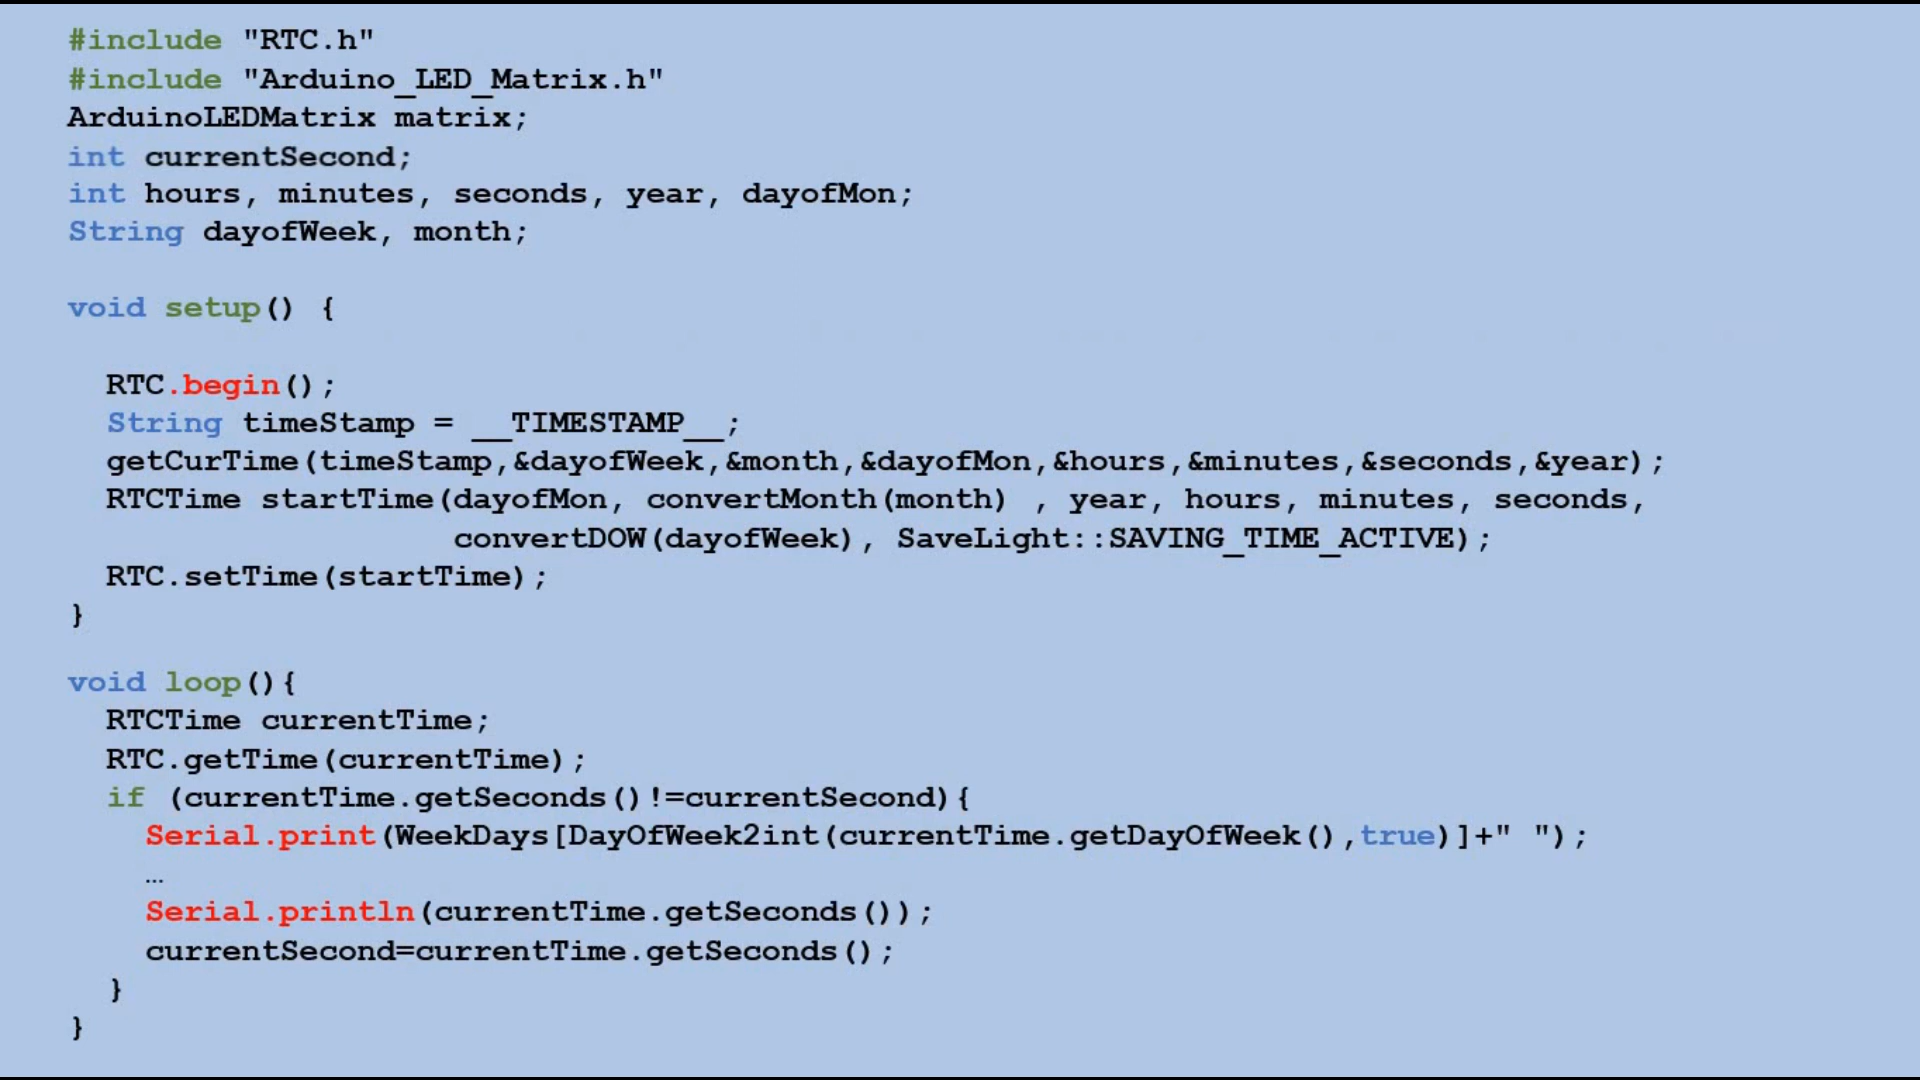 #include "RTC.h"
#include "Arduino_LED_Matrix.h"
ArduinoLEDMatrix matrix;
int currentSecond;
int hours, minutes, seconds, year, dayofMon;
String dayofWeek, month;
void setup() {
RTC.begin();
String timeStamp = __TIMESTAMP__;
getCurTime(timeStamp,&dayofWeek,&month,&dayofMon,&hours,&minutes,&seconds,&year);
RTCTime startTime(dayofMon, convertMonth(month) , year, hours, minutes, seconds,
convertDOW(dayofWeek), SaveLight::SAVING_TIME_ACTIVE);
RTC.setTime(startTime);
}
void loop(){
RTCTime currentTime;
RTC.getTime(currentTime);
if (currentTime.getSeconds()!=currentSecond){
Serial.print(WeekDays[DayOfWeek2int(currentTime.getDayOfWeek(),true)]+" ");
…
Serial.println(currentTime.getSeconds());
currentSecond=currentTime.getSeconds();
}
}